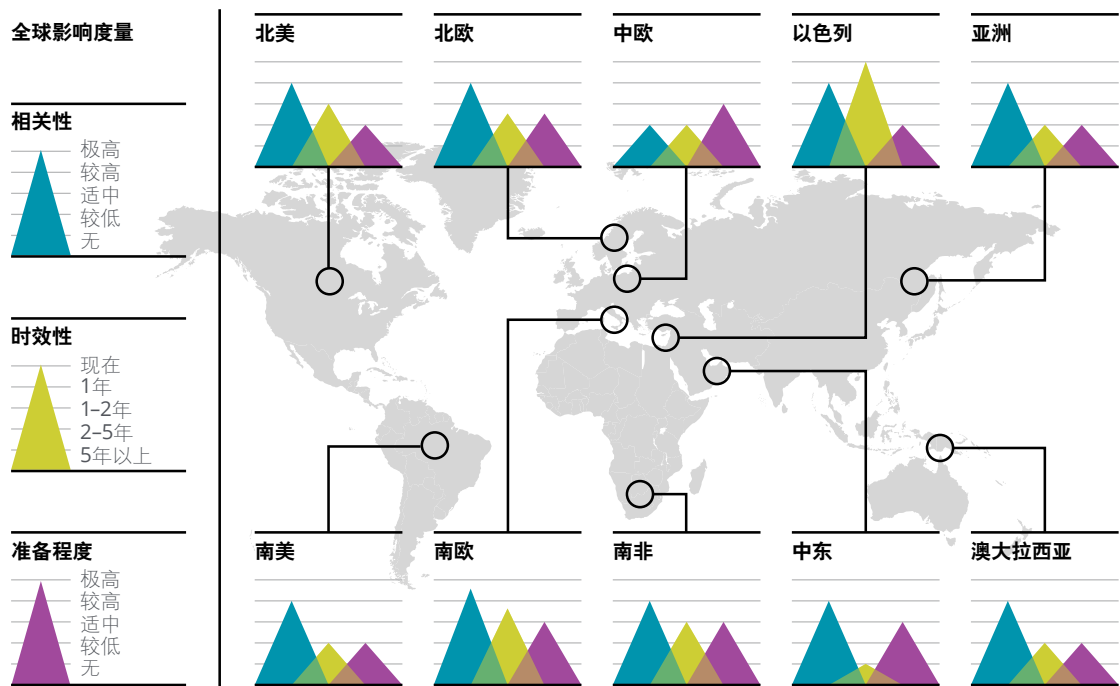 全球影响度量
相关性
极高
较高
适中
较低
无
时效性
现在
1年
1–2年
2–5年
5年以上
准备程度
极高
较高
适中
较低
无
北美
北欧
中欧
以色列
亚洲
南美
南欧
南非
中东
澳大拉西亚